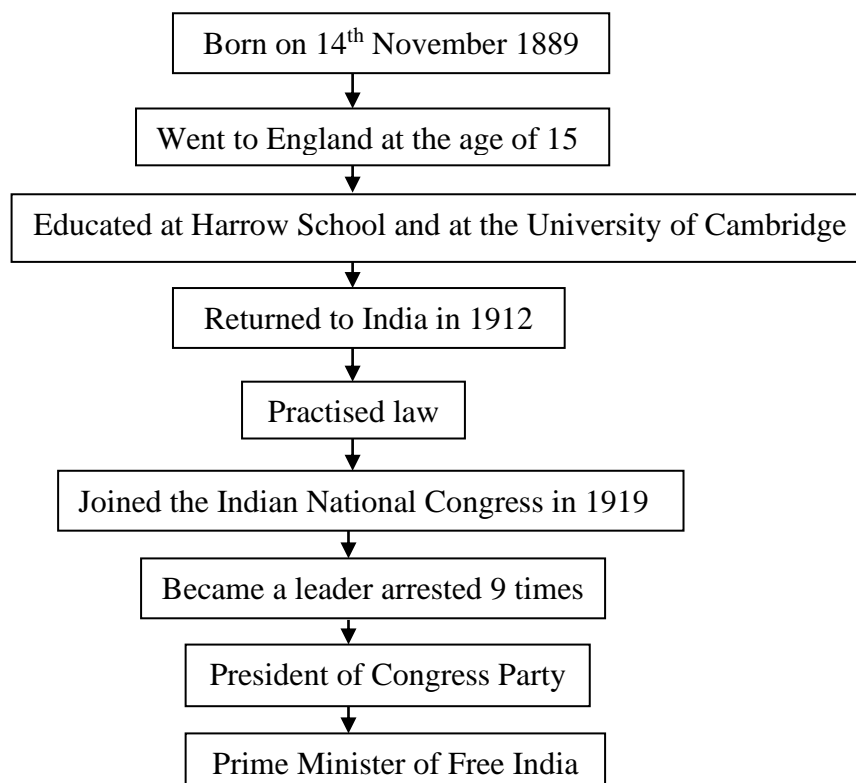 Born on 14th November 1889
Went to England at the age of 15
Educated at Harrow School and at the University of Cambridge
Returned to India in 1912
Practised law
Joined the Indian National Congress in 1919
Became a leader arrested 9 times
President of Congress Party
Prime Minister of Free India